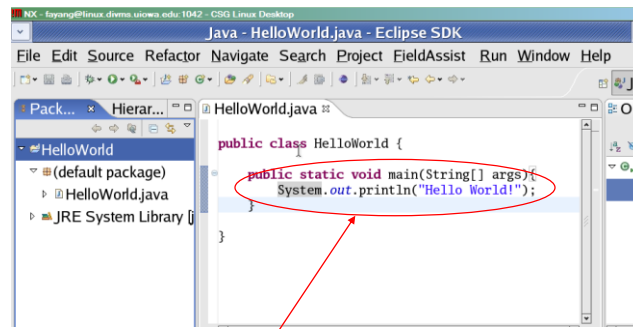 NX - fayang@linux.divms.uiowa.edu:1042 - CSG Linux Desktop
Java - HelloWorld.java - Eclipse SDK
File Edit Source Refactor Navigate Search Project FieldAssist Run Window Help
Pack... Hierar... HelloWorld.java O
HelloWorld
(default package)
HelloWorld.java
JRE System Library [j
public class HelloWorld {
public static void main(String[] args){
System.out.println("Hello World!");
}
}